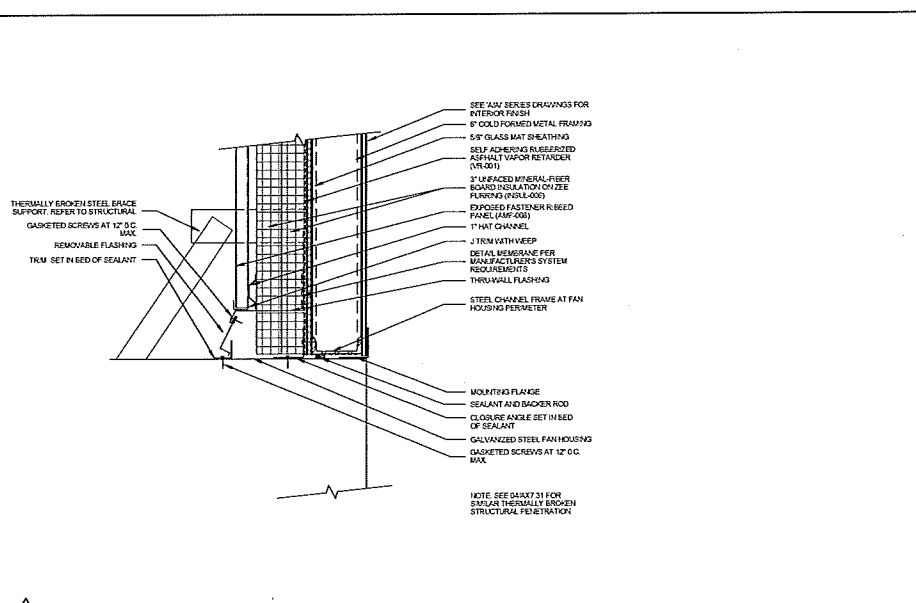 SEE 'AIA' SERIES DRAWINGS FOR
INTERIOR FINISH
6" COLD FORMED METAL FRAMING
5/8" GLASS MAT SHEATHING
SELF ADHERING RUBBERIZED
ASPHALT VAPOR RETARDER
(VR-001)
3" UNFACED MINERAL-FIBER
BOARD INSULATION ON ZEE
FURRING (INSUL-006)
EXPOSED FASTENER RIBBED
PANEL (AMF-008)
1" HAT CHANNEL
J TRIM WITH WEEP
DETAIL MEMBRANE PER
MANUFACTURER'S SYSTEM
REQUIREMENTS
THRU-WALL FLASHING
STEEL CHANNEL FRAME AT FAN
HOUSING PERIMETER
THERMALLY BROKEN STEEL BRACE
SUPPORT. REFER TO STRUCTURAL
GASKETED SCREWS AT 12" O.C.
MAX.
REMOVABLE FLASHING
TRIM SET IN BED OF SEALANT
MOUNTING FLANGE
SEALANT AND BACKER ROD
CLOSURE ANGLE SET IN BED
OF SEALANT
GALVANIZED STEEL FAN HOUSING
GASKETED SCREWS AT 12" O.C.
MAX.
NOTE: SEE 04/AX7.31 FOR
SIMILAR THERMALLY BROKEN
STRUCTURAL PENETRATION